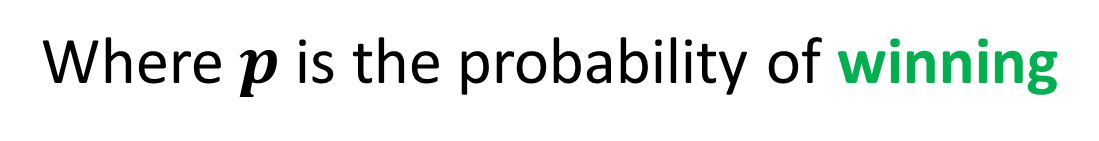 Where p is the probability of winning